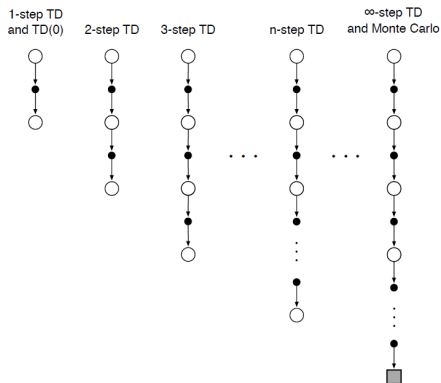 1-step TD
and TD(0)
2-step TD
3-step TD
n-step TD
∞-step TD
and Monte Carlo